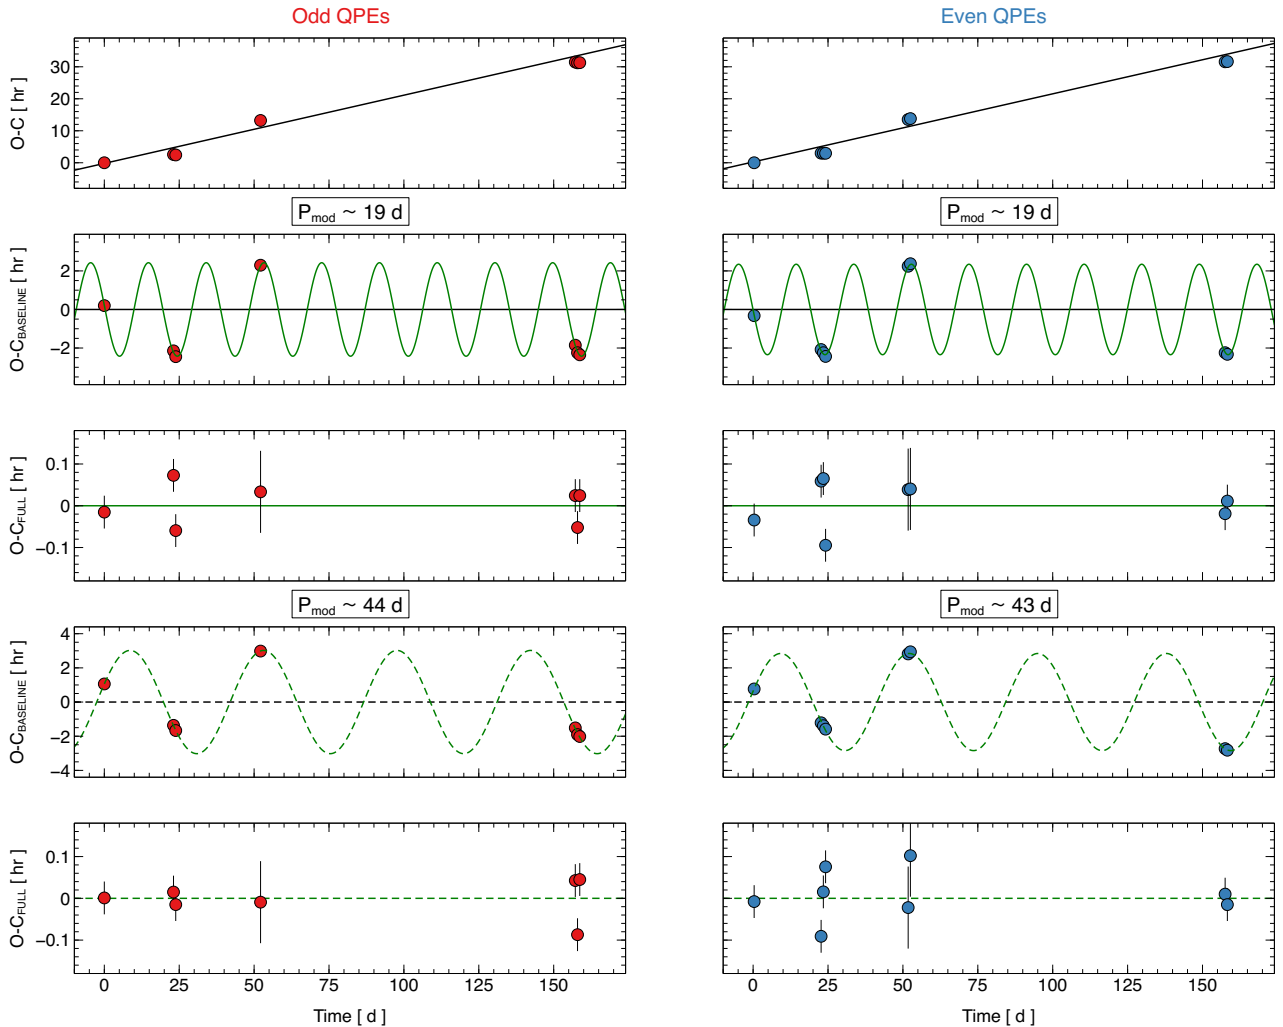 Odd QPEs Even QPEs
O-C [ hr ]
30
20
10
0
P_mod ~ 19 d P_mod ~ 19 d
O-C_BASELINE [ hr ]
2
0
−2
O-C_FULL [ hr ]
0.1
0
−0.1
P_mod ~ 44 d P_mod ~ 43 d
O-C_BASELINE [ hr ]
4
2
0
−2
−4
O-C_FULL [ hr ]
0.1
0
−0.1
0 25 50 75 100 125 150 0 25 50 75 100 125 150
Time [ d ] Time [ d ]